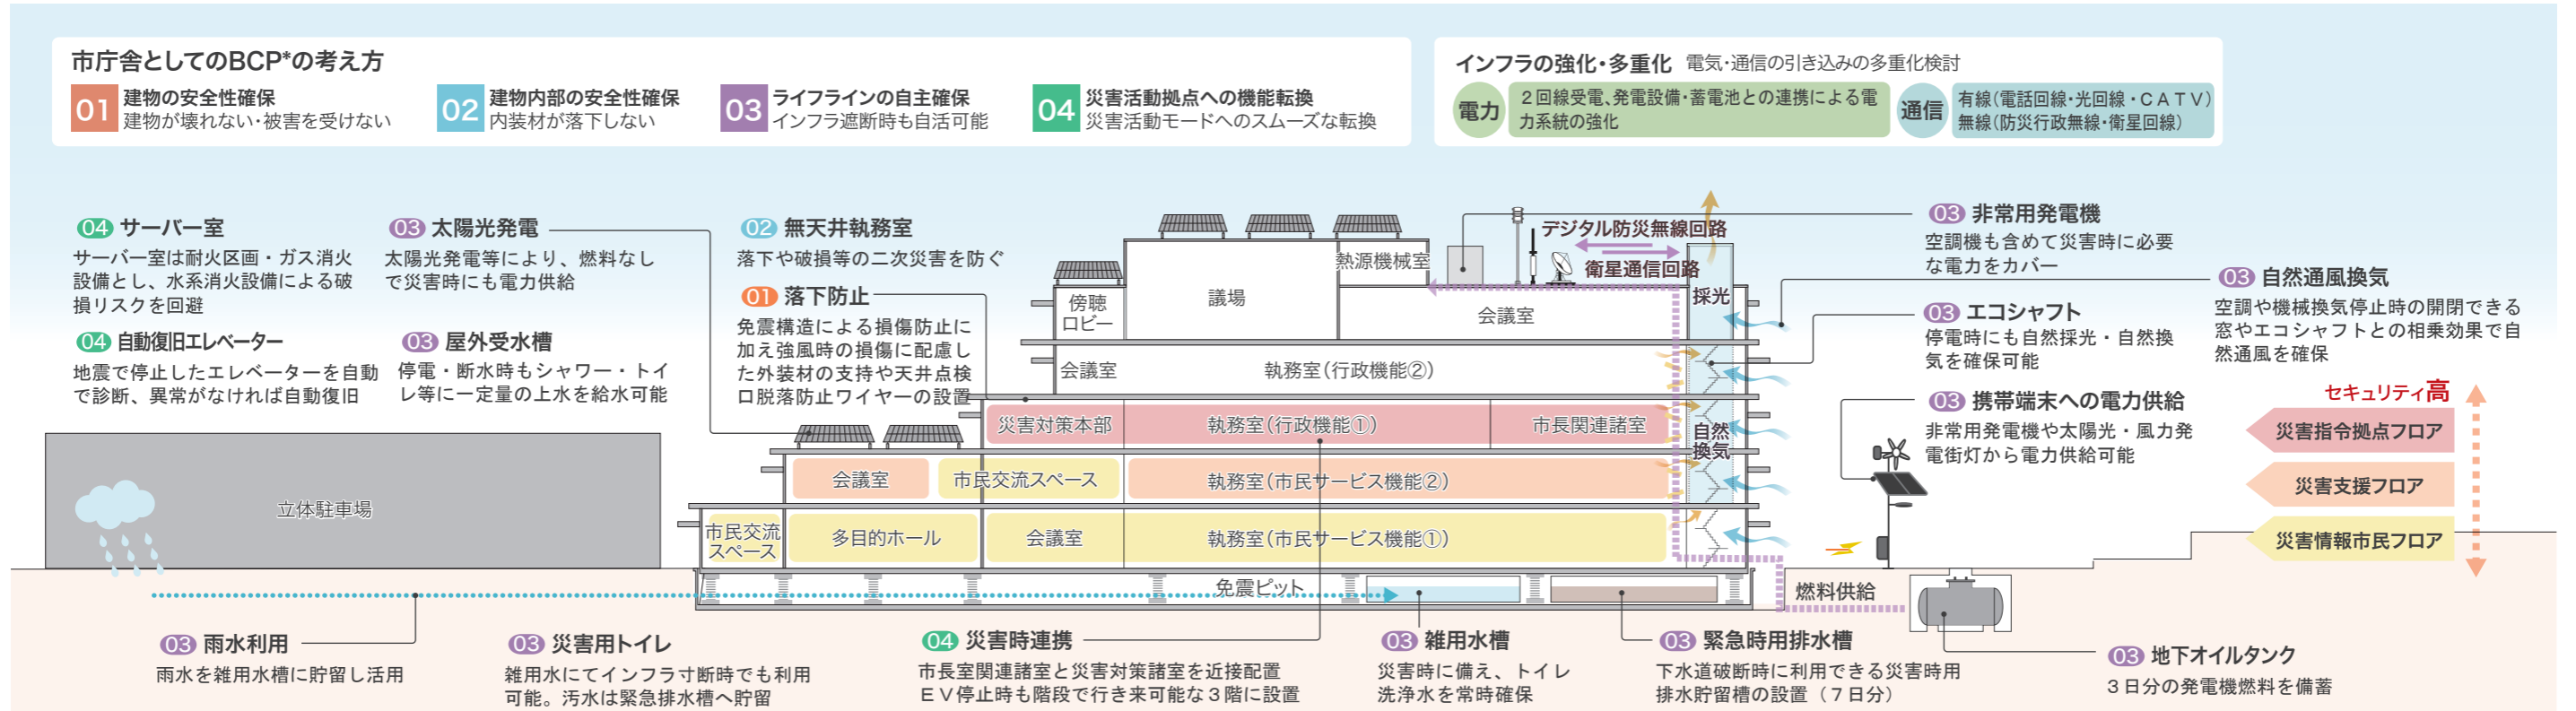 市庁舎としてのBCP*の考え方
01 建物の安全性確保
建物が壊れない・被害を受けない
02 建物内部の安全性確保
内装材が落下しない
03 ライフラインの自主確保
インフラ遮断時も自活可能
04 災害活動拠点への機能転換
災害活動モードへのスムーズな転換
インフラの強化・多重化 電気・通信の引き込みの多重化検討
電力
２回線受電、発電設備・蓄電池との連携による電
力系統の強化
通信
有線(電話回線・光回線・ＣＡＴＶ)
無線(防災行政無線・衛星回線)
04 サーバー室
サーバー室は耐火区画・ガス消火
設備とし、水系消火設備による破
損リスクを回避
04 自動復旧エレベーター
地震で停止したエレベーターを自動
で診断、異常がなければ自動復旧
03 太陽光発電
太陽光発電等により、燃料なし
で災害時にも電力供給
03 屋外受水槽
停電・断水時もシャワー・トイ
レ等に一定量の上水を給水可能
02 無天井執務室
落下や破損等の二次災害を防ぐ
01 落下防止
免震構造による損傷防止に
加え強風時の損傷に配慮し
た外装材の支持や天井点検
口脱落防止ワイヤーの設置
デジタル防災無線回路
衛星通信回路
熱源機械室
傍聴
ロビー
議場
会議室
採光
会議室
執務室(行政機能②)
災害対策本部
執務室(行政機能①)
市長関連諸室
自然
換気
会議室
市民交流スペース
執務室(市民サービス機能②)
市民交流
スペース
多目的ホール
会議室
執務室(市民サービス機能①)
立体駐車場
免震ピット
燃料供給
03 非常用発電機
空調機も含めて災害時に必要
な電力をカバー
03 エコシャフト
停電時にも自然採光・自然換
気を確保可能
03 携帯端末への電力供給
非常用発電機や太陽光・風力発
電街灯から電力供給可能
03 自然通風換気
空調や機械換気停止時の開閉できる
窓やエコシャフトとの相乗効果で自
然通風を確保
セキュリティ高
災害指令拠点フロア
災害支援フロア
災害情報市民フロア
03 雨水利用
雨水を雑用水槽に貯留し活用
03 災害用トイレ
雑用水にてインフラ寸断時でも利用
可能。汚水は緊急排水槽へ貯留
04 災害時連携
市長室関連諸室と災害対策諸室を近接配置
ＥＶ停止時も階段で行き来可能な３階に設置
03 雑用水槽
災害時に備え、トイレ
洗浄水を常時確保
03 緊急時用排水槽
下水道破断時に利用できる災害時用
排水貯留槽の設置（７日分）
03 地下オイルタンク
３日分の発電機燃料を備蓄